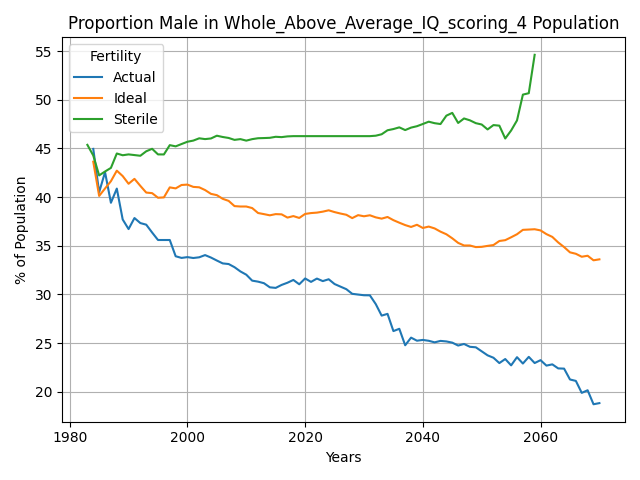 Proportion Male in Whole_Above_Average_IQ_scoring_4 Population
Fertility
Actual
Ideal
Sterile
% of Population
55
50
45
40
35
30
25
20
1980
2000
2020
2040
2060
Years